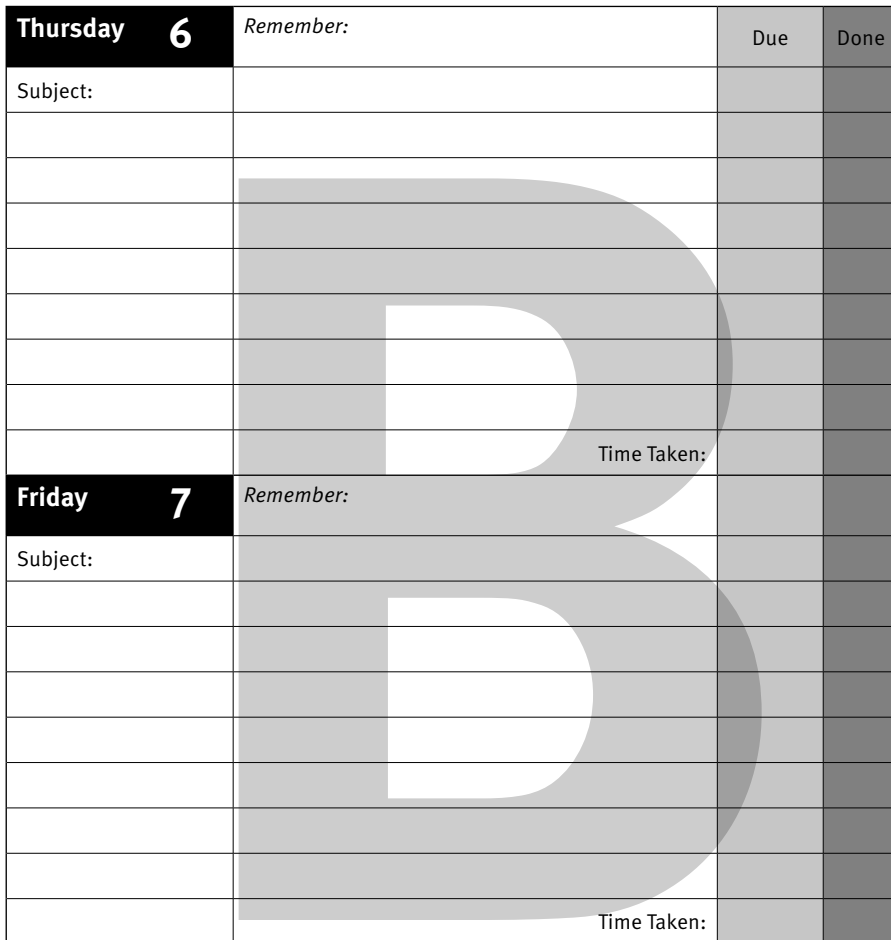 Thursday 6 Remember: Due Done
Subject:
B
Time Taken:
Friday 7 Remember:
Subject:
Time Taken: